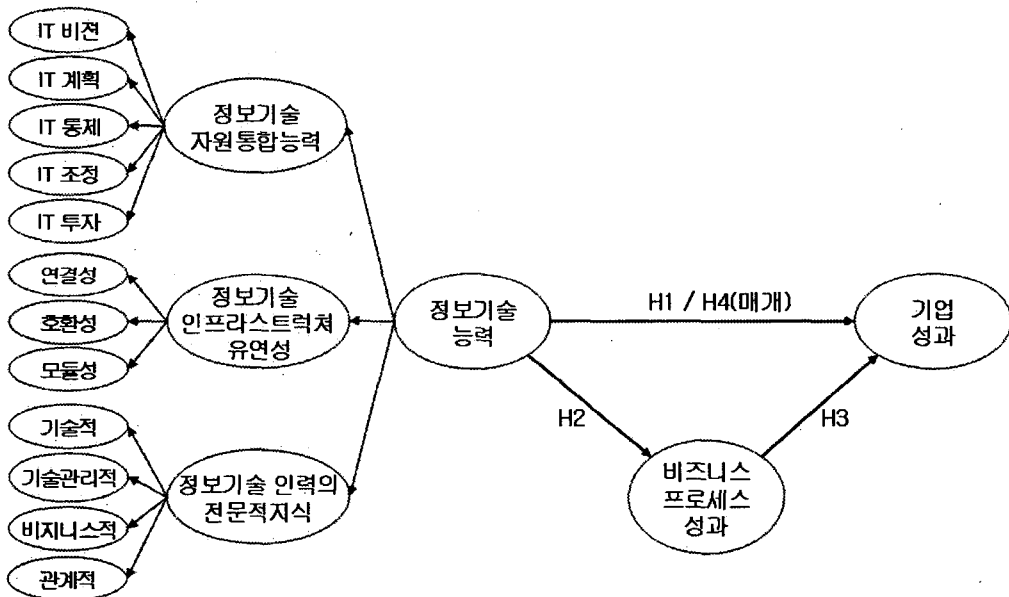 IT 비젼
IT 계획
IT 통제
IT 조정
IT 투자
정보기술
자원통합능력
연결성
호환성
모듈성
정보기술
인프라스트럭쳐
유연성
기술적
기술관리적
비지니스적
관계적
정보기술 인력의
전문적지식
정보기술
능력
H1 / H4(매개)
H2
H3
비즈니스
프로세스
성과
기업
성과